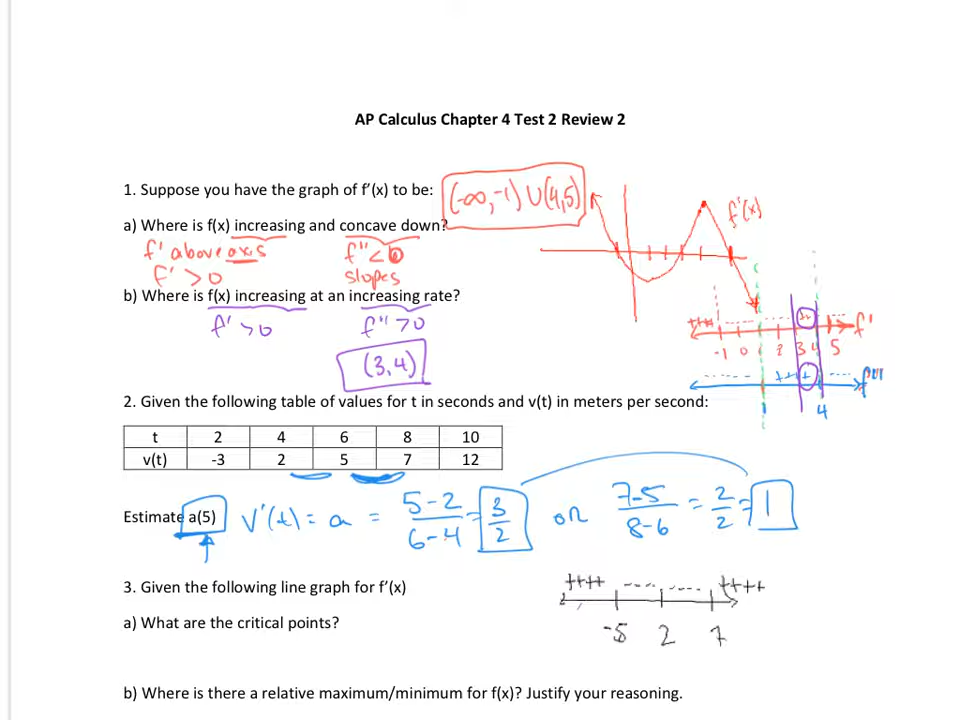 AP Calculus Chapter 4 Test 2 Review 2
1. Suppose you have the graph of f'(x) to be:
(-∞,-1) ∪ (4,5)
f'(x)
a) Where is f(x) increasing and concave down?
f' above axis
f' > 0
f'' < 0
slopes
b) Where is f(x) increasing at an increasing rate?
f' > 0
f'' > 0
(3,4)
++++ ---- --- ++ --- f'
-1 0 1 2 3 4 5
----- ++++ ----
1 4
2. Given the following table of values for t in seconds and v(t) in meters per second:
t 2 4 6 8 10
v(t) -3 2 5 7 12
Estimate a(5) v'(t) = a = 5-2/6-4 = 3/2 or 7-5/8-6 = 2/2 = 1
3. Given the following line graph for f'(x)
++++ ---- ---- ++++
-5 2 7
a) What are the critical points?
b) Where is there a relative maximum/minimum for f(x)? Justify your reasoning.